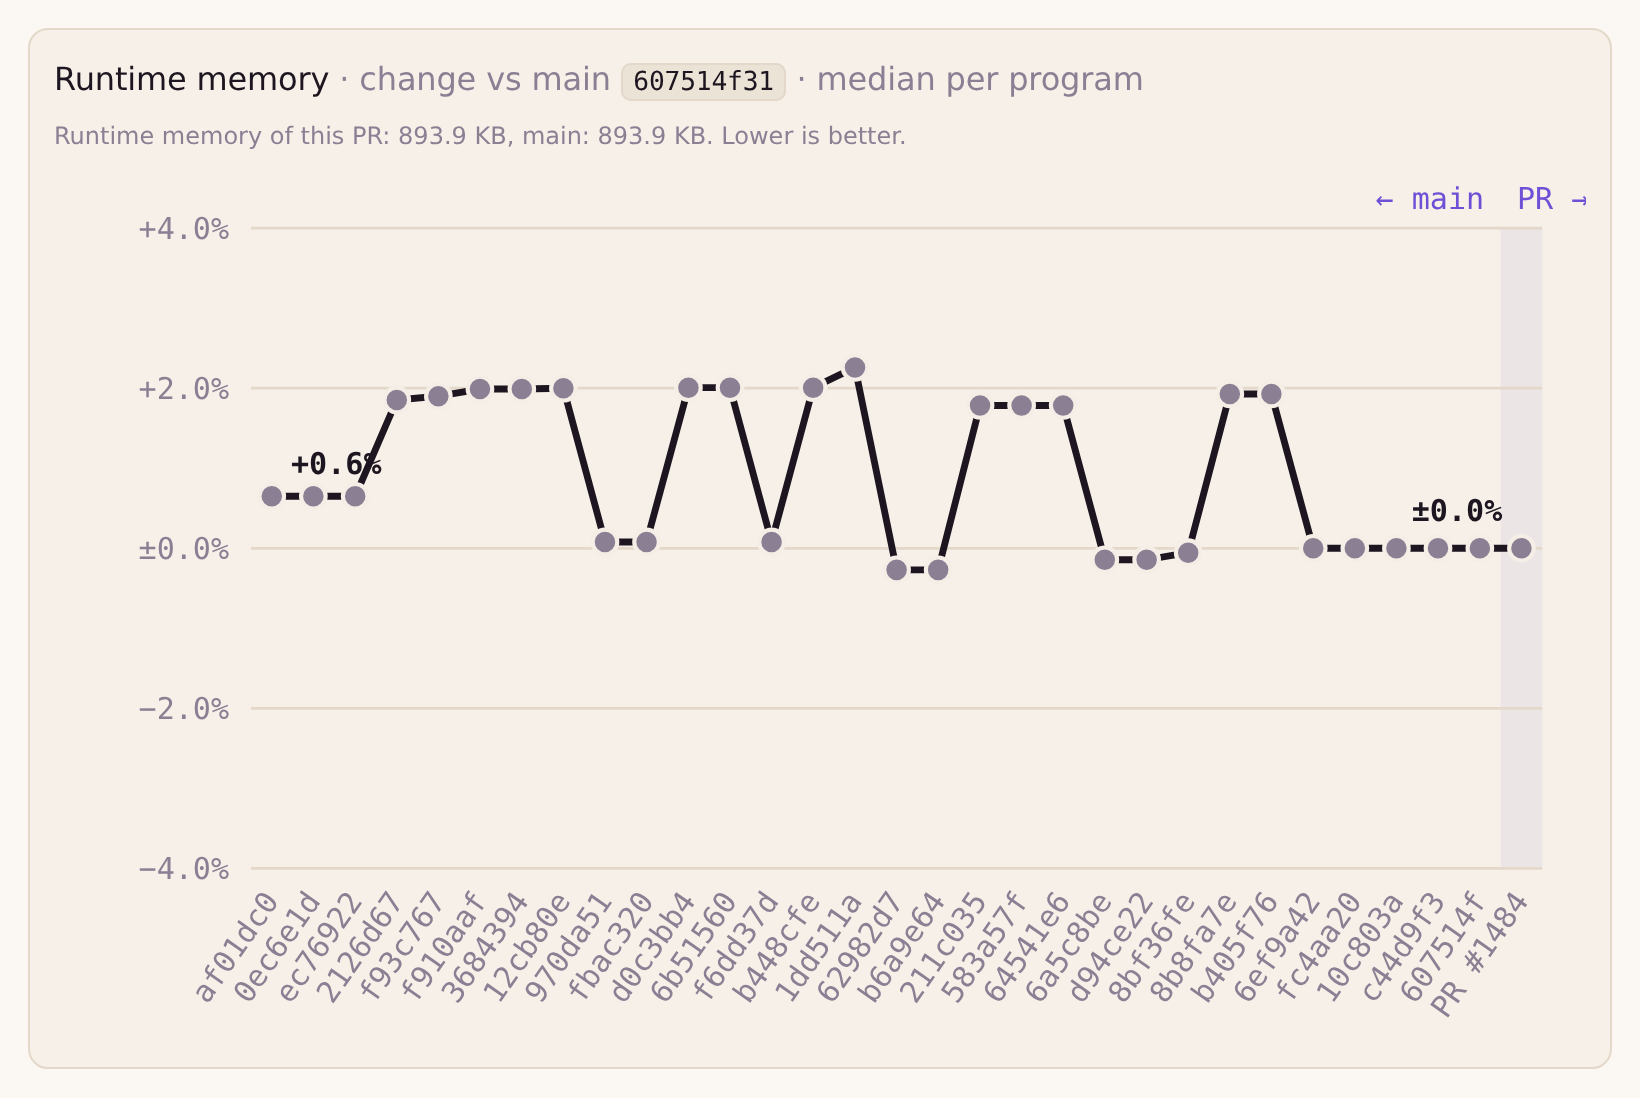 Runtime memory · change vs main 607514f31 · median per program
Runtime memory of this PR: 893.9 KB, main: 893.9 KB. Lower is better.
← main PR →
+4.0%
+2.0%
+0.6%
±0.0%
±0.0%
−2.0%
−4.0%
af01dc0
0ec6e1d
ec76922
2126d67
f93c767
f910aaf
3684394
12cb80e
970da51
fbac320
d0c3bb4
6b51560
f6dd37d
b448cfe
1dd511a
62982d7
b6a9e64
211c035
583a57f
64541e6
6a5c8be
d94ce22
8bf36fe
8b8fa7e
b405f76
6ef9a42
fc4aa20
10c803a
c44d9f3
607514f
PR #1484